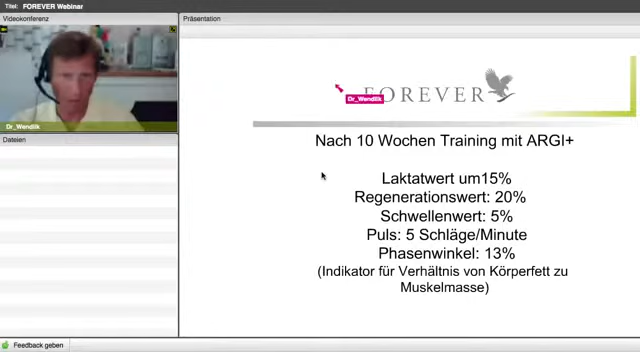 Titel: FOREVER Webinar
Videokonferenz
Dr_Wendlik
Dateien
Feedback geben
Präsentation
Dr_Wendlik
FOREVER
Nach 10 Wochen Training mit ARGI+
Laktatwert um15%
Regenerationswert: 20%
Schwellenwert: 5%
Puls: 5 Schläge/Minute
Phasenwinkel: 13%
(Indikator für Verhältnis von Körperfett zu
Muskelmasse)